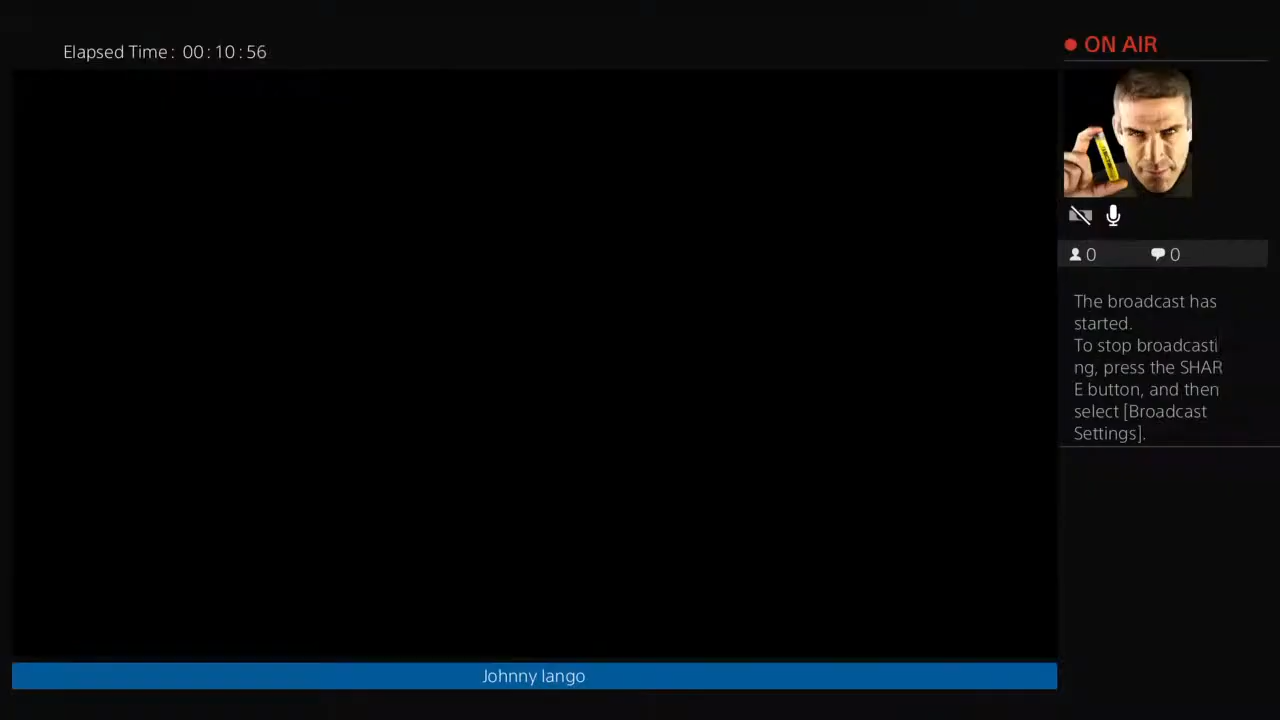 Elapsed Time: 00:10:56
ON AIR
0 0
The broadcast has
started.
To stop broadcasti
ng, press the SHAR
E button, and then
select [Broadcast
Settings].
Johnny lango